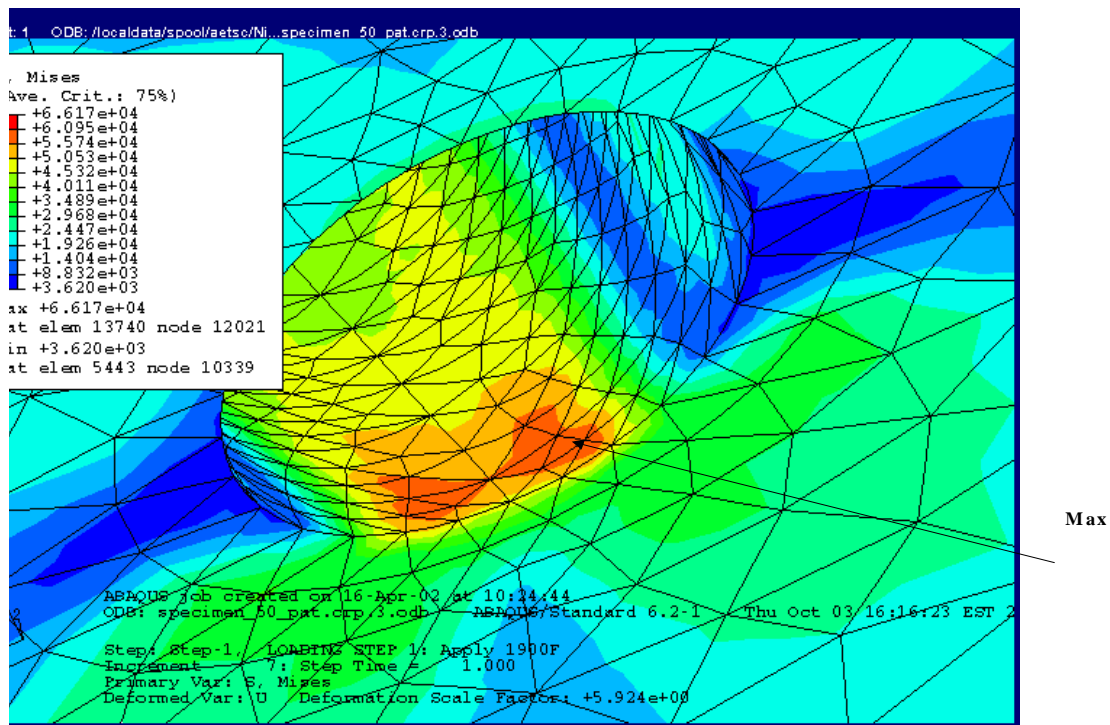 t: 1 ODB: /localdata/spool/aetsc/Ni...specimen_50_pat.crp.3.odb
, Mises
Ave. Crit.: 75%)
+6.617e+04
+6.095e+04
+5.574e+04
+5.053e+04
+4.532e+04
+4.011e+04
+3.489e+04
+2.968e+04
+2.447e+04
+1.926e+04
+1.404e+04
+8.832e+03
+3.620e+03
ax +6.617e+04
at elem 13740 node 12021
in +3.620e+03
at elem 5443 node 10339
Max
2
ABAQUS job created on 16-Apr-02 at 10:24:44
ODB: specimen_50_pat.crp.3.odb ABAQUS/Standard 6.2-1 Thu Oct 03 16:16:23 EST 2
Step: Step-1, LOADING STEP 1: Apply 1900F
Increment 7: Step Time = 1.000
Primary Var: S, Mises
Deformed Var: U Deformation Scale Factor: +5.924e+00